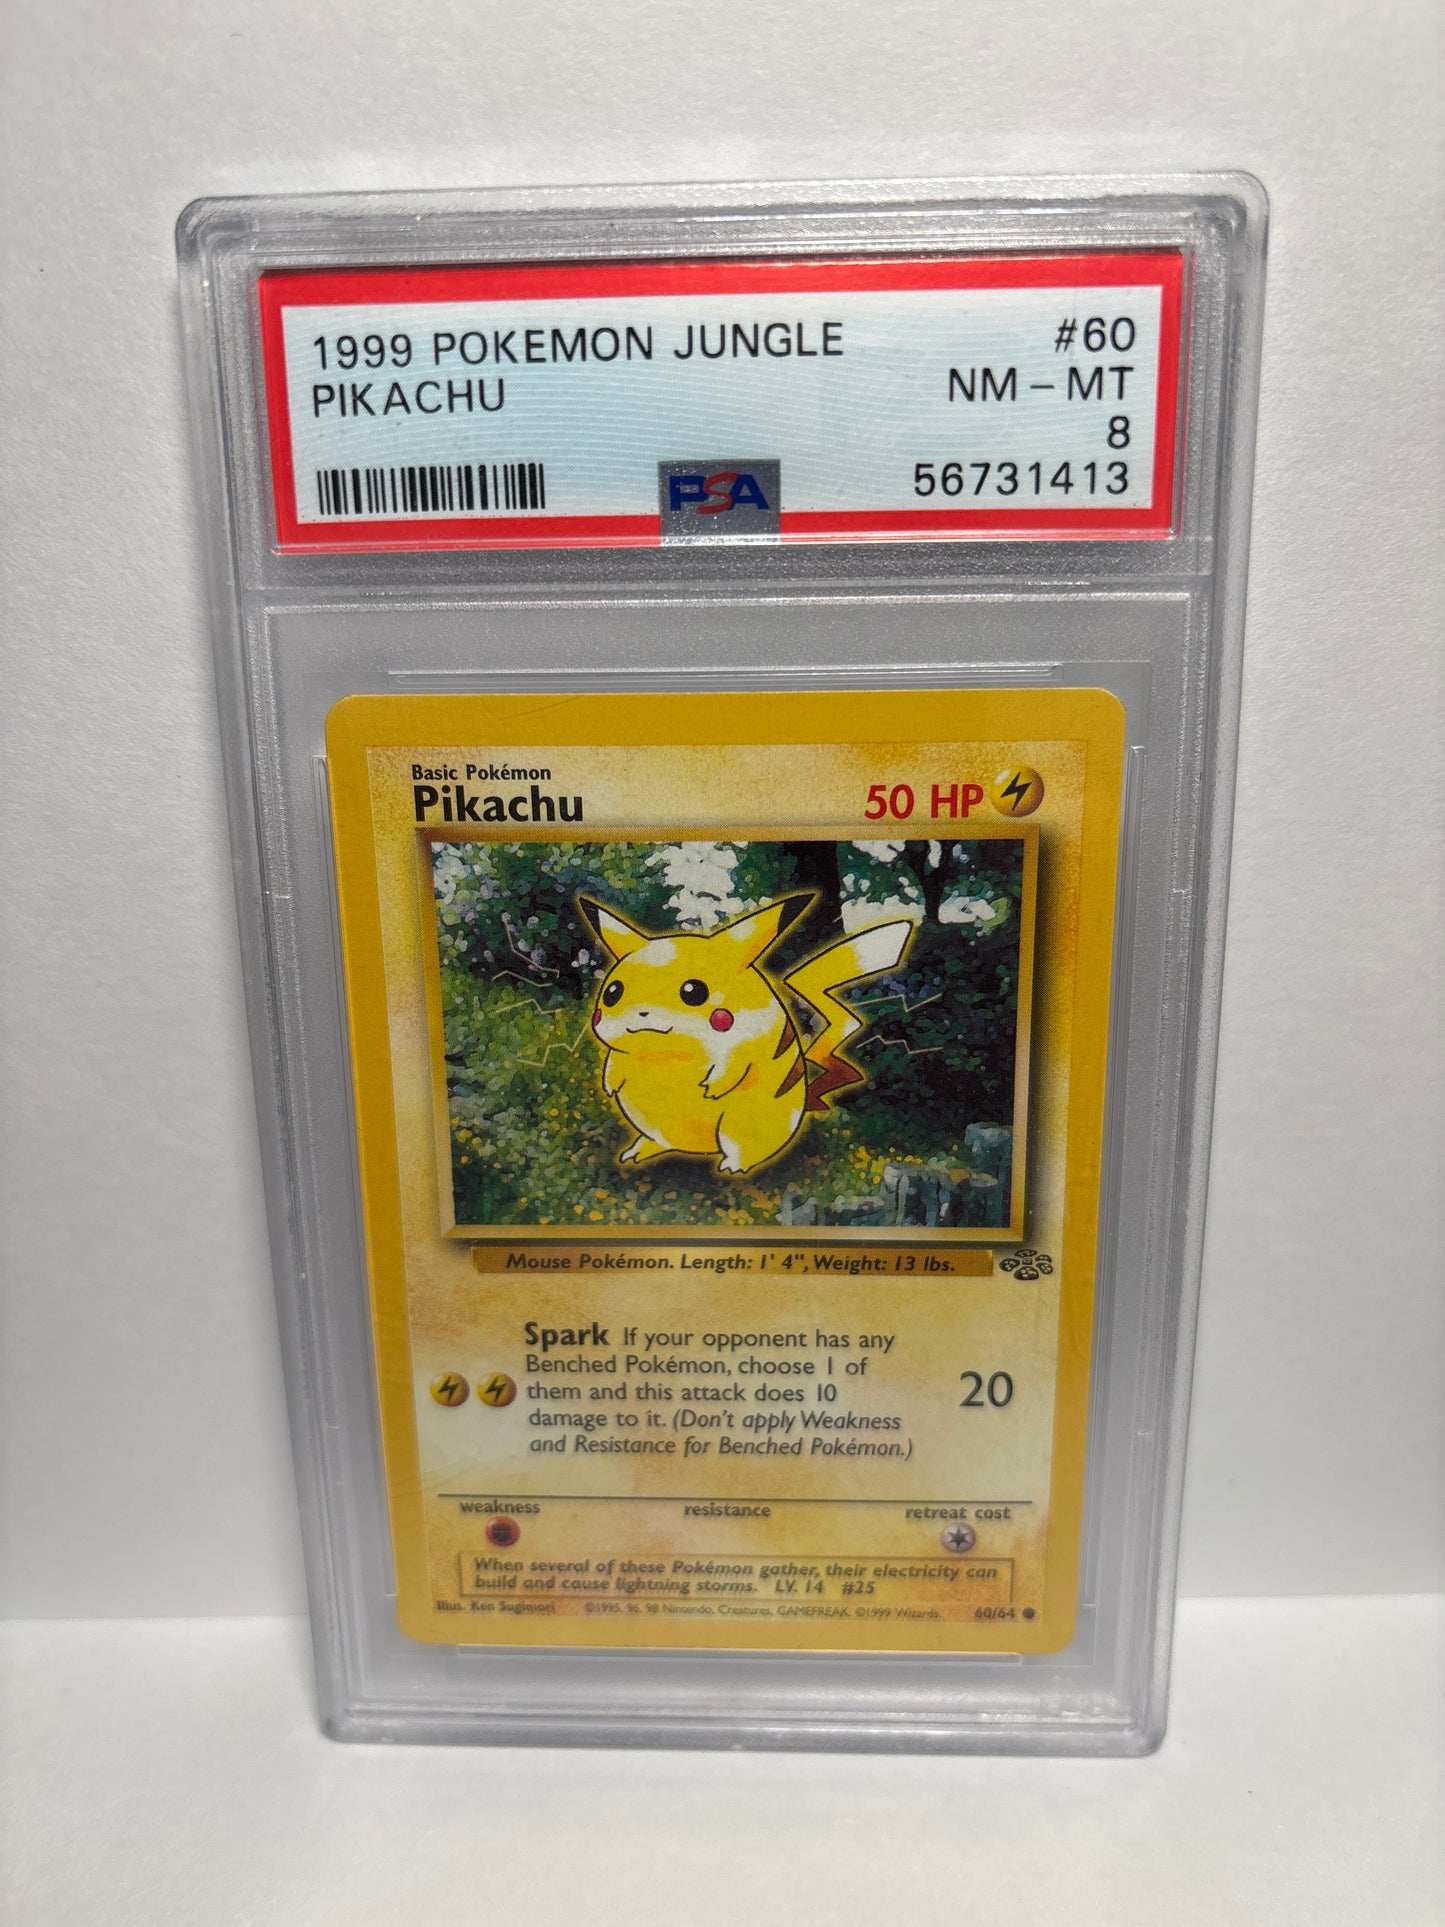 1999 POKEMON JUNGLE #60
PIKACHU NM - MT
8
PSA 56731413
Basic Pokémon
Pikachu 50 HP
Mouse Pokémon. Length: 1' 4", Weight: 13 lbs.
Spark If your opponent has any
Benched Pokémon, choose 1 of
them and this attack does 10 20
damage to it. (Don't apply Weakness
and Resistance for Benched Pokémon.)
weakness resistance retreat cost
When several of these Pokémon gather, their electricity can
build and cause lightning storms. LV. 14 #25
Illus. Ken Sugimori ©1995, 96, 98 Nintendo, Creatures, GAMEFREAK. ©1999 Wizards. 60/64